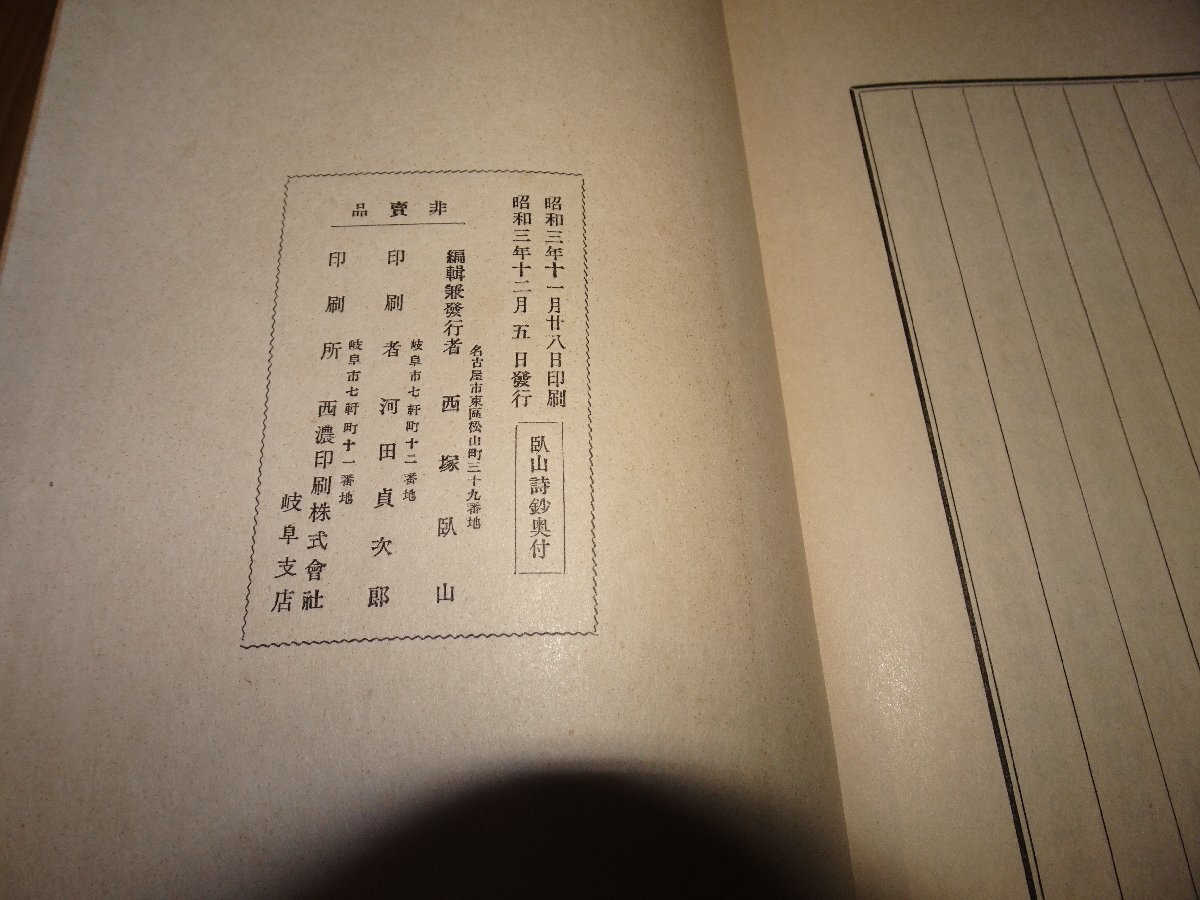 昭和三年十一月廿八日印刷
昭和三年十二月五日發行
臥山詩鈔奥付
非賣品
名古屋市東區松山町三十九番地
編輯兼發行者 西塚臥山
岐阜市七軒町十二番地
印刷者 河田貞次郎
岐阜市七軒町十一番地
印刷所 西濃印刷株式會社
岐阜支店